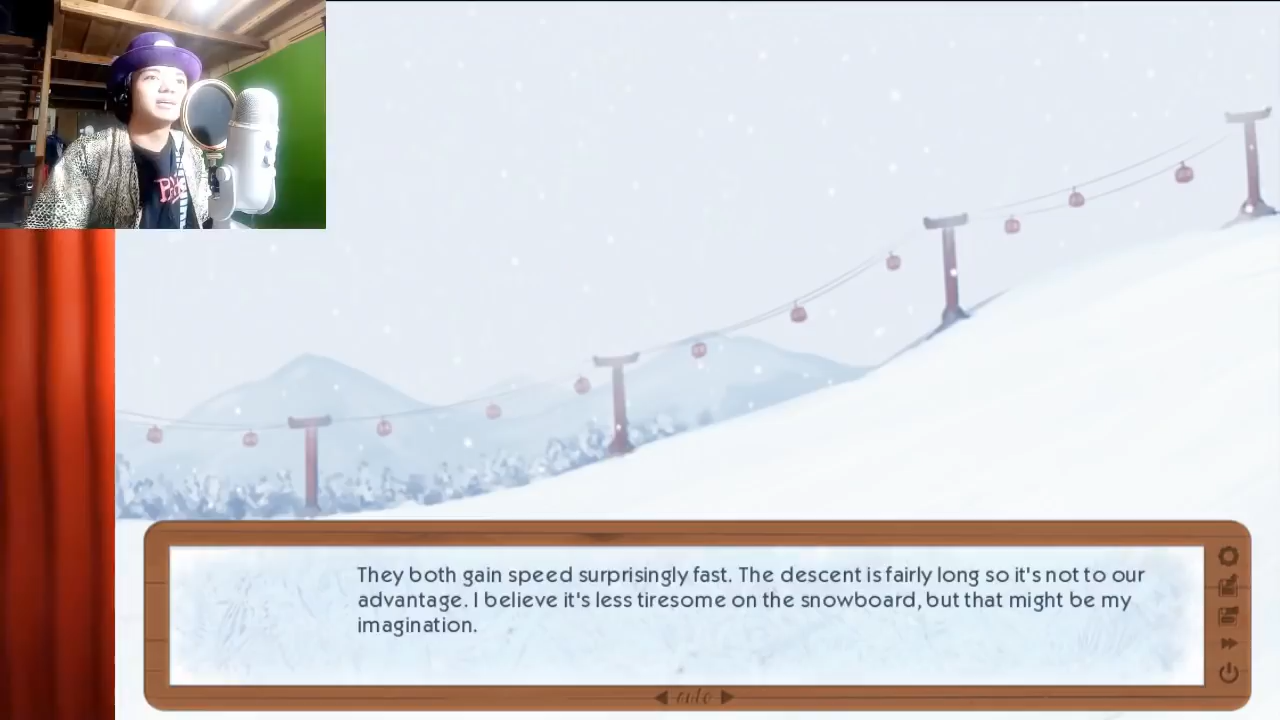 They both gain speed surprisingly fast. The descent is fairly long so it's not to our
advantage. I believe it's less tiresome on the snowboard, but that might be my
imagination.
auto